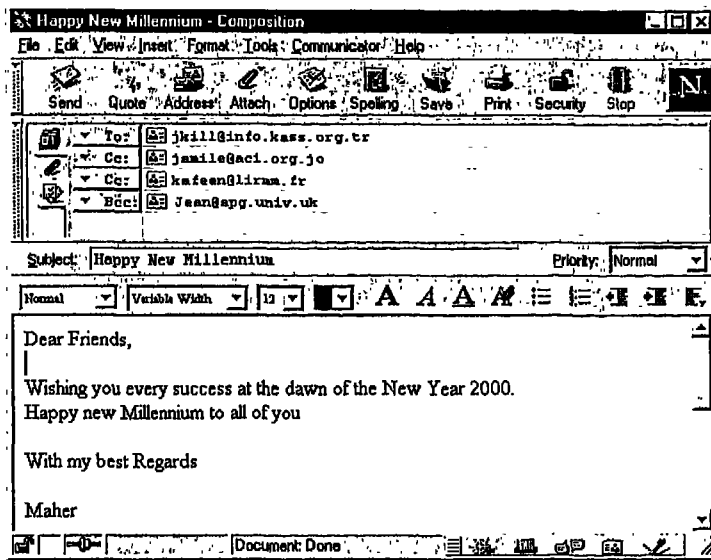 Happy New Millennium - Composition
File Edit View Insert Format Tools Communicator Help
Send Quote Address Attach Options Spelling Save Print Security Stop N
To: jkill@info.kass.org.tr
Cc: jamile@aci.org.jo
Cc: kafeen@liramm.fr
Bcc: Jean@apg.univ.uk
Subject: Happy New Millennium Priority: Normal
Normal Variable Width 12 A A A
Dear Friends,
Wishing you every success at the dawn of the New Year 2000.
Happy new Millennium to all of you
With my best Regards
Maher
Document: Done